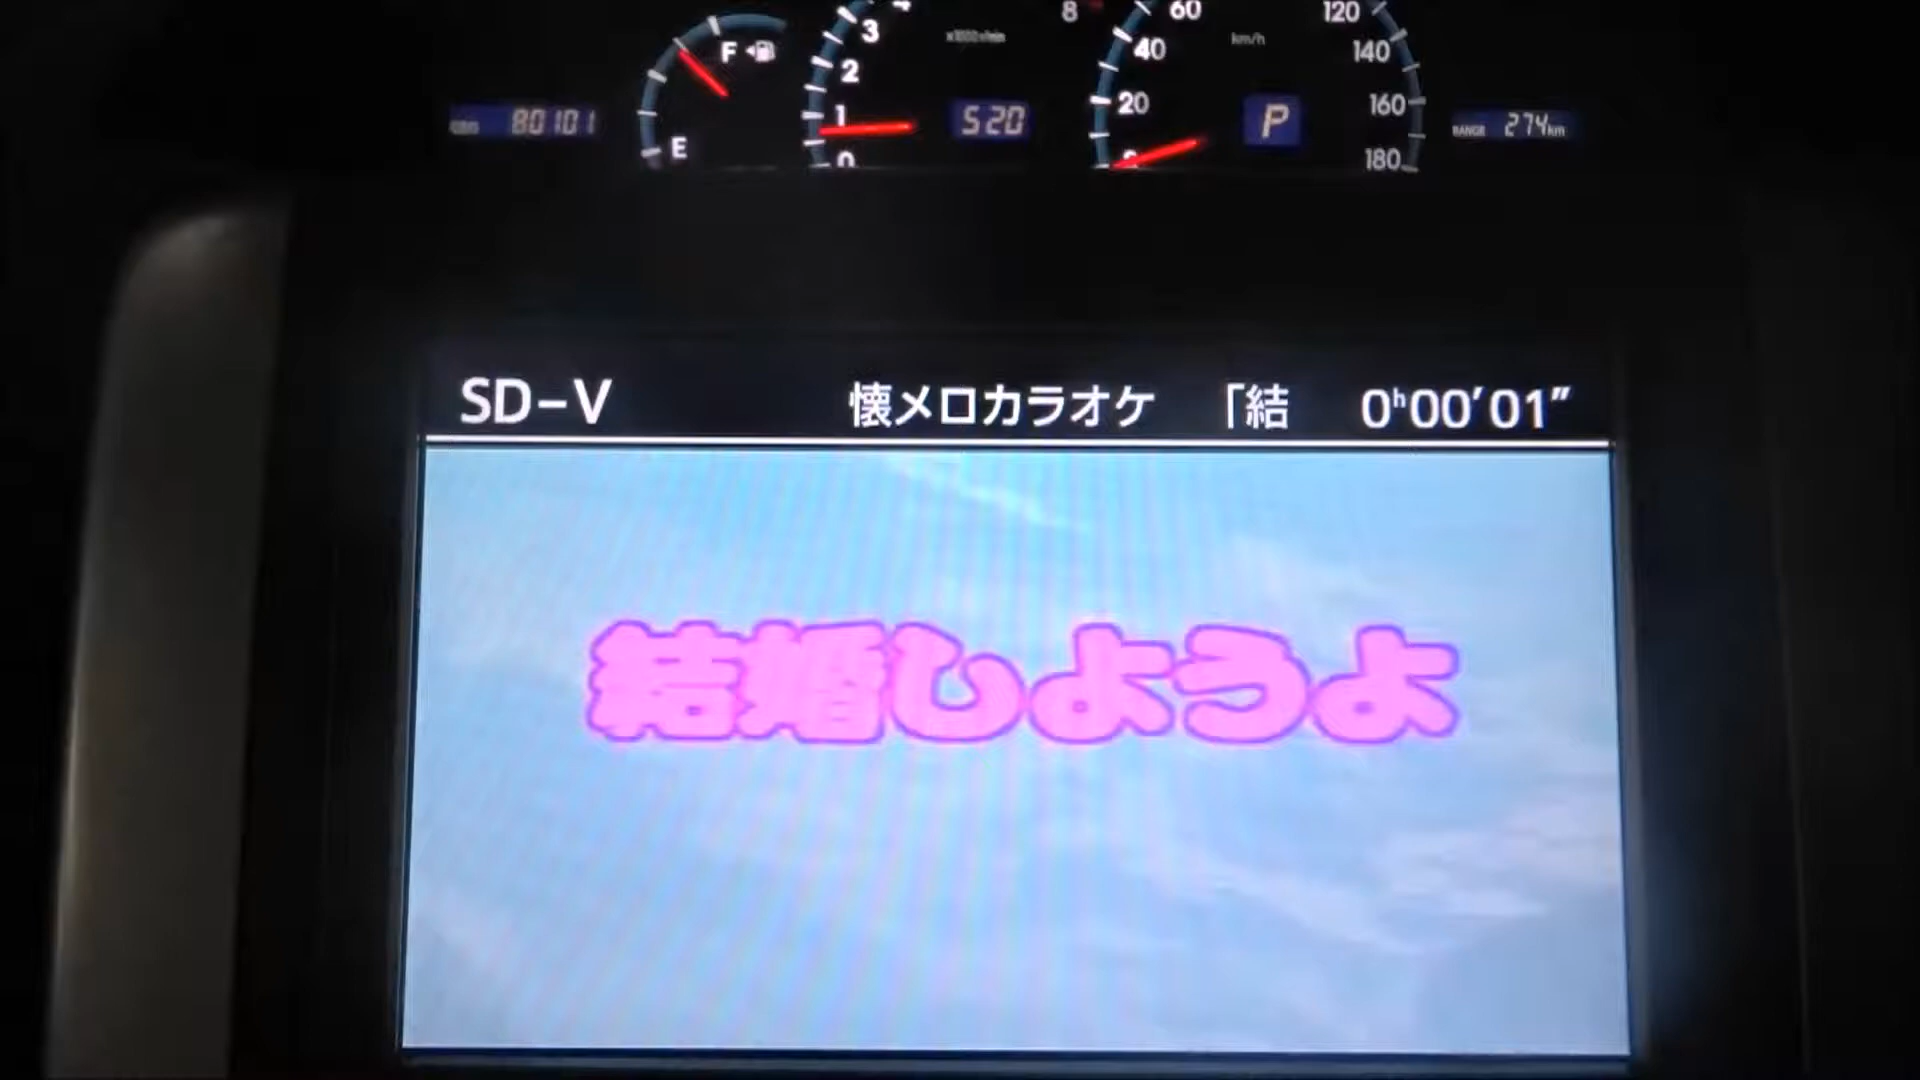 8 60 120
3 x1000r/min 40 km/h 140
F
2
80101 1 520 20 P 160 RANGE 274km
E 0 180
SD-V 懐メロカラオケ 「結 0h00'01"
結婚しようよ